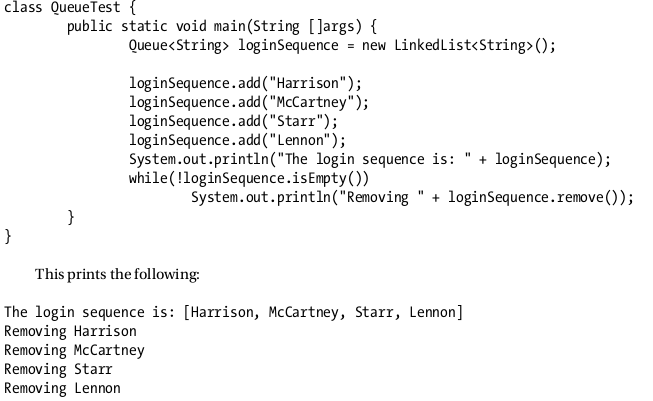 class QueueTest {
        public static void main(String []args) {
                Queue<String> loginSequence = new LinkedList<String>();

                loginSequence.add("Harrison");
                loginSequence.add("McCartney");
                loginSequence.add("Starr");
                loginSequence.add("Lennon");
                System.out.println("The login sequence is: " + loginSequence);
                while(!loginSequence.isEmpty())
                        System.out.println("Removing " + loginSequence.remove());
        }
}

    This prints the following:

The login sequence is: [Harrison, McCartney, Starr, Lennon]
Removing Harrison
Removing McCartney
Removing Starr
Removing Lennon